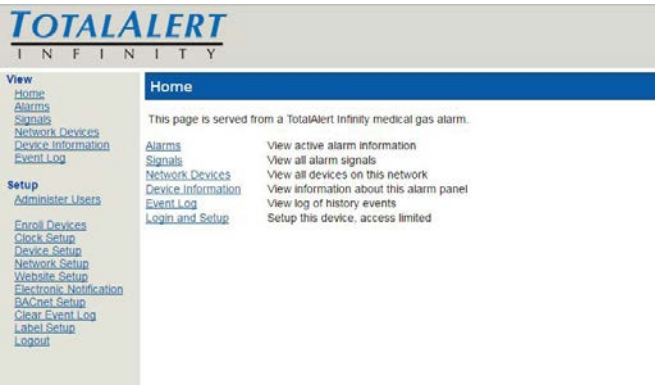 TOTALALERT
INFINITY
View
Home
Alarms
Signals
Network Devices
Device Information
Event Log
Setup
Administer Users
Enroll Devices
Clock Setup
Device Setup
Network Setup
Website Setup
Electronic Notification
BACnet Setup
Clear Event Log
Label Setup
Logout
Home
This page is served from a TotalAlert Infinity medical gas alarm.
Alarms View active alarm information
Signals View all alarm signals
Network Devices View all devices on this network
Device Information View information about this alarm panel
Event Log View log of history events
Login and Setup Setup this device, access limited